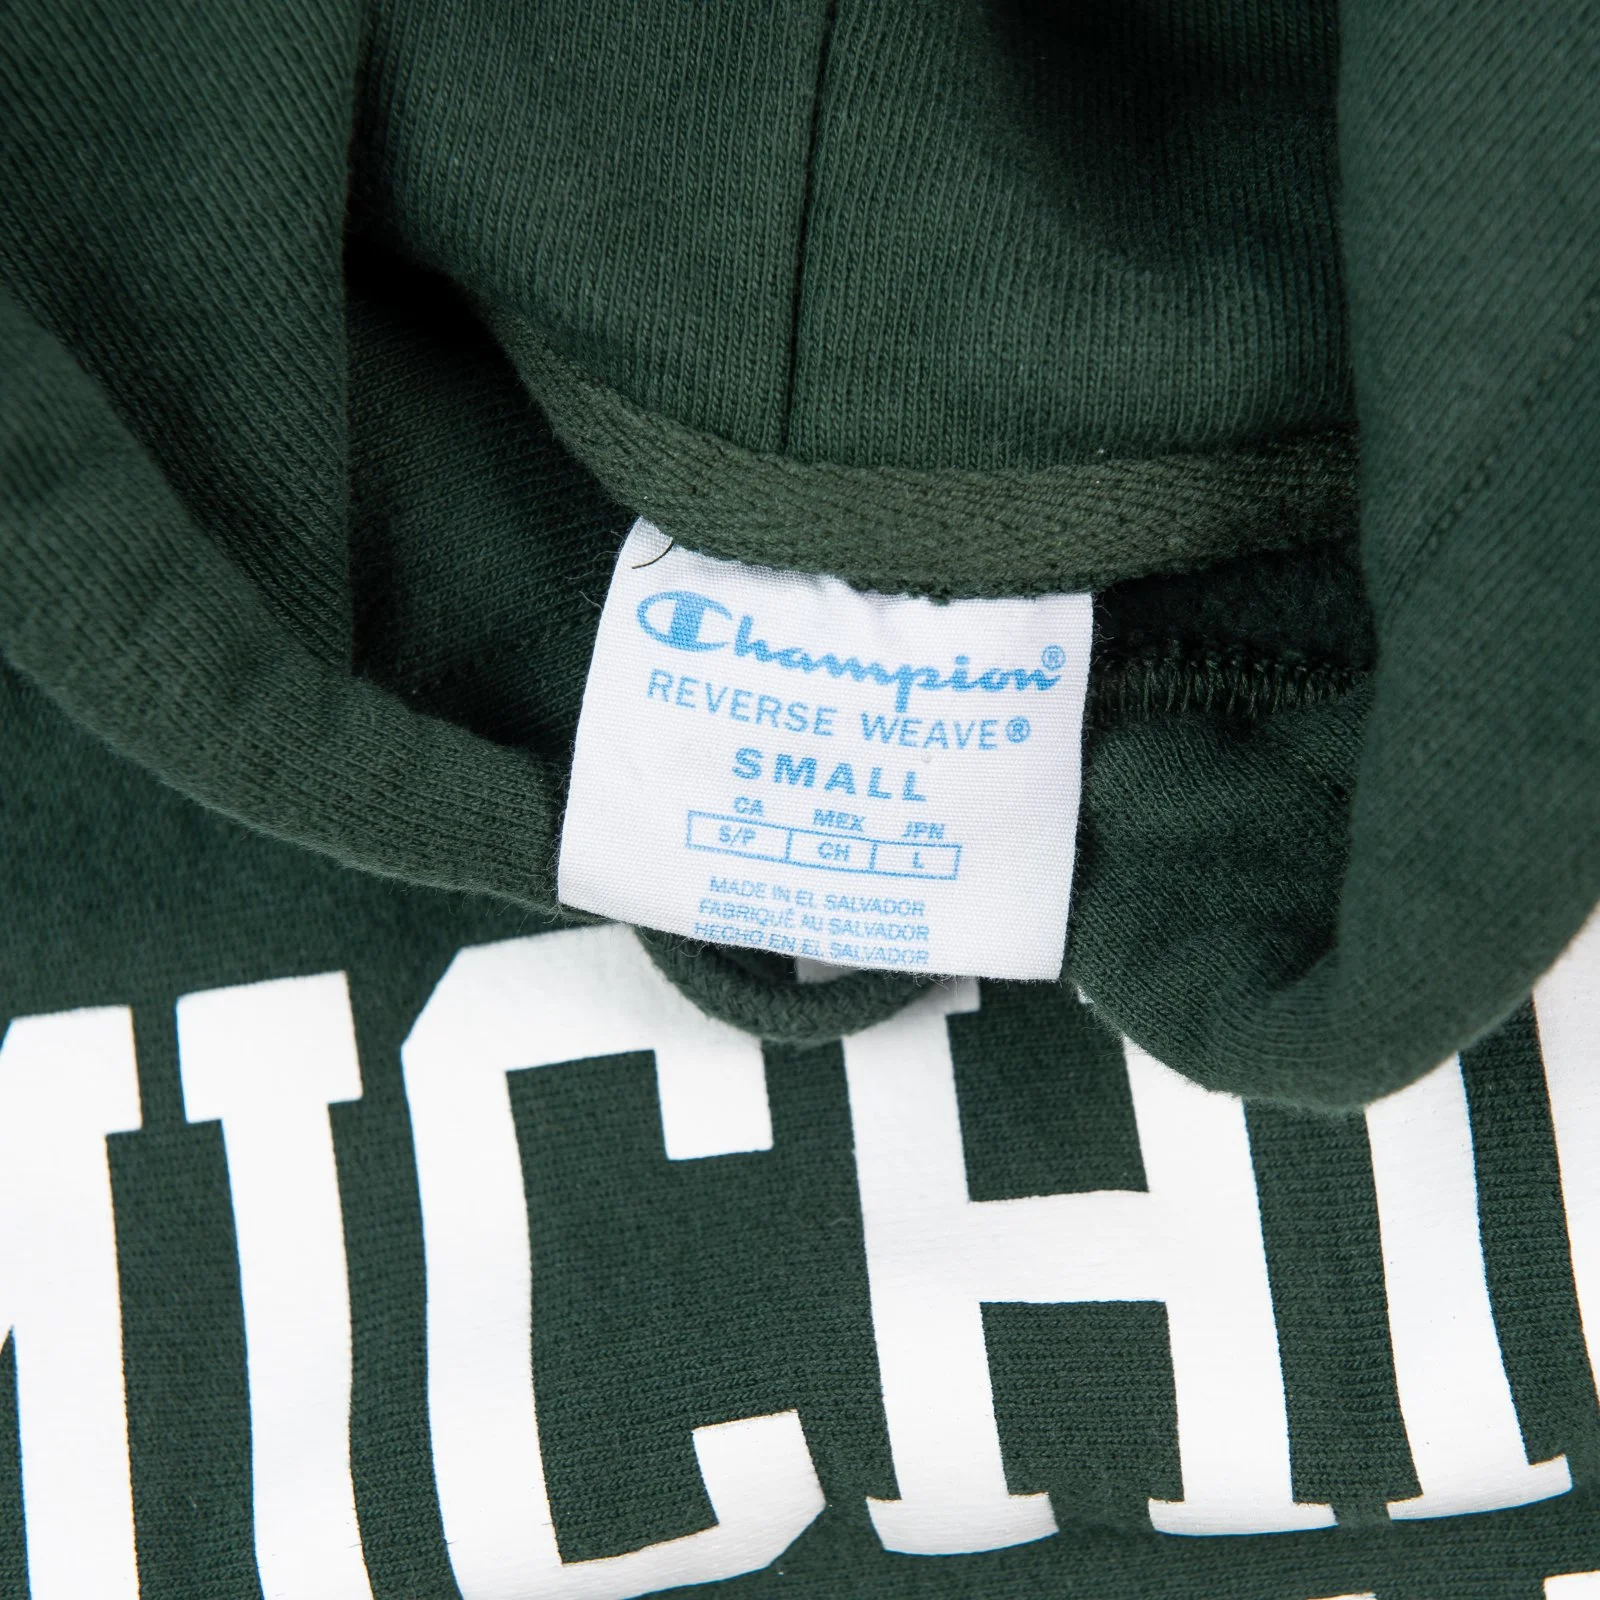 Champion®
REVERSE WEAVE®
SMALL
CA MEX JPN
S/P CH L
MADE IN EL SALVADOR
FABRIQUÉ AU SALVADOR
HECHO EN EL SALVADOR
MICHI